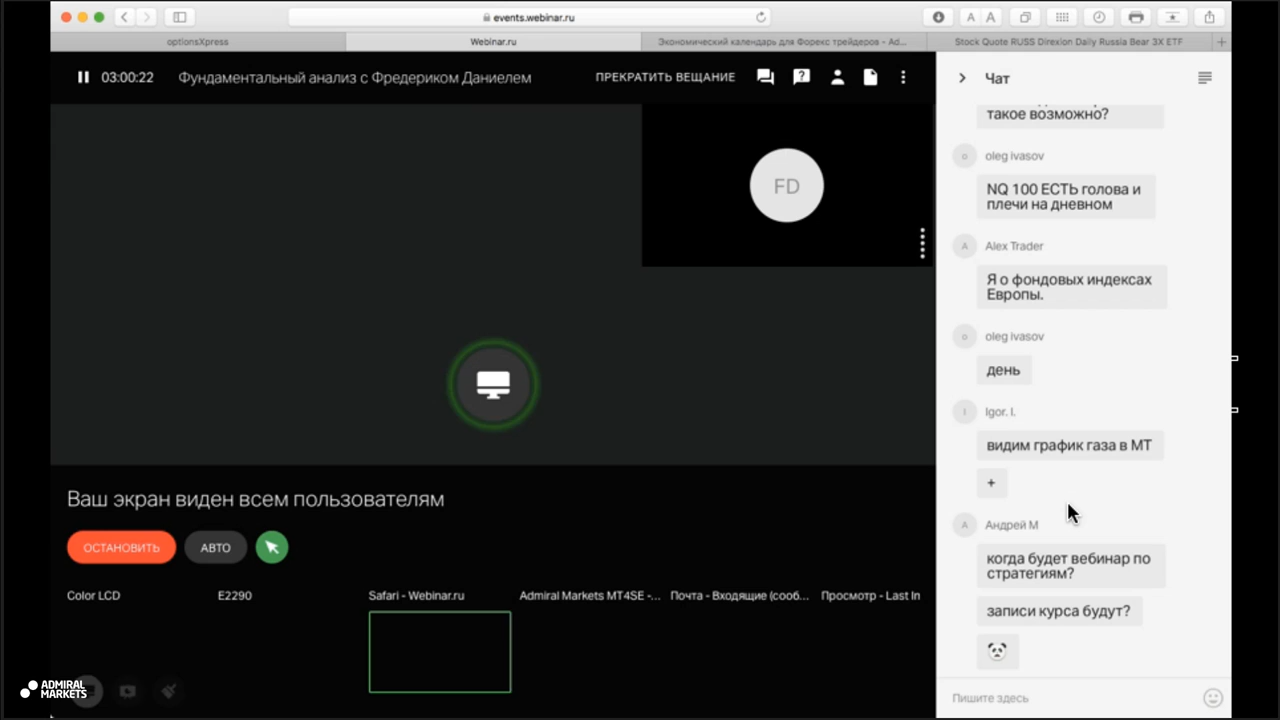 events.webinar.ru
A A
optionsXpress
Webinar.ru
Экономический календарь для Форекс трейдеров - Ad...
Stock Quote RUSS Direxion Daily Russia Bear 3X ETF
03:00:22
Фундаментальный анализ с Фредериком Даниелем
ПРЕКРАТИТЬ ВЕЩАНИЕ
FD
Ваш экран виден всем пользователям
ОСТАНОВИТЬ
АВТО
Color LCD
E2290
Safari - Webinar.ru
Admiral Markets MT4SE -...
Почта - Входящие (сооб...
Просмотр - Last In
ADMIRAL
MARKETS
Чат
такое возможно?
o
oleg ivasov
NQ 100 ЕСТЬ голова и
плечи на дневном
A
Alex Trader
Я о фондовых индексах
Европы.
o
oleg ivasov
день
I
Igor. I.
видим график газа в МТ
+
А
Андрей М
когда будет вебинар по
стратегиям?
записи курса будут?
Пишите здесь